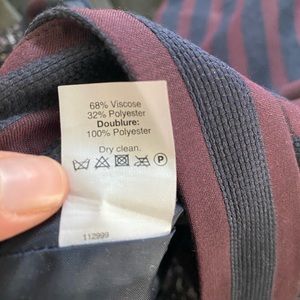 68% Viscose
32% Polyester
Doublure:
100% Polyester
Dry clean.
P
112999